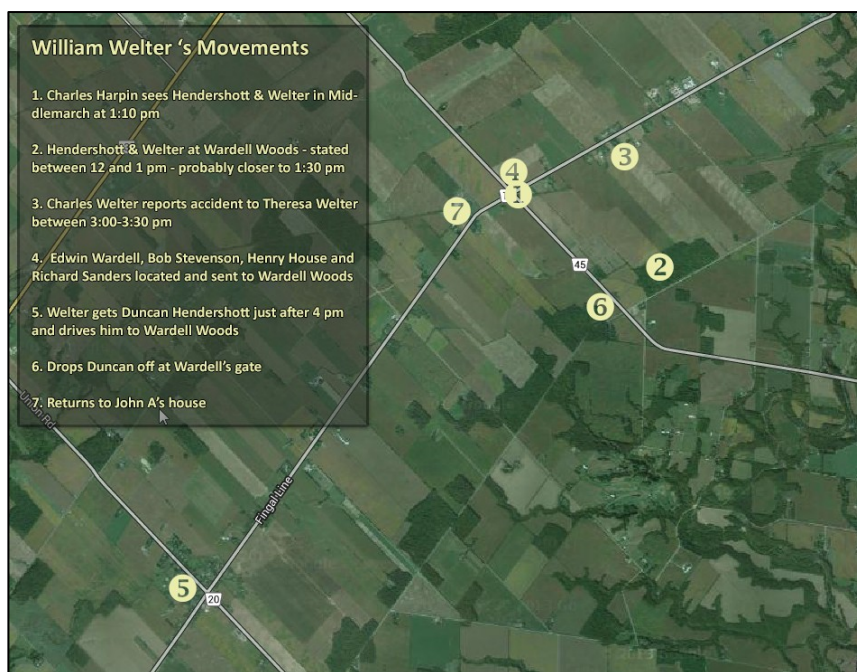 William Welter ‘s Movements
1. Charles Harpin sees Hendershott & Welter in Mid-
dlemarch at 1:10 pm
2. Hendershott & Welter at Wardell Woods - stated
between 12 and 1 pm - probably closer to 1:30 pm
3. Charles Welter reports accident to Theresa Welter
between 3:00-3:30 pm
4. Edwin Wardell, Bob Stevenson, Henry House and
Richard Sanders located and sent to Wardell Woods
5. Welter gets Duncan Hendershott just after 4 pm
and drives him to Wardell Woods
6. Drops Duncan off at Wardell’s gate
7. Returns to John A’s house
3
4
1
7
45
2
6
Union Rd
Fingal Line
5
20